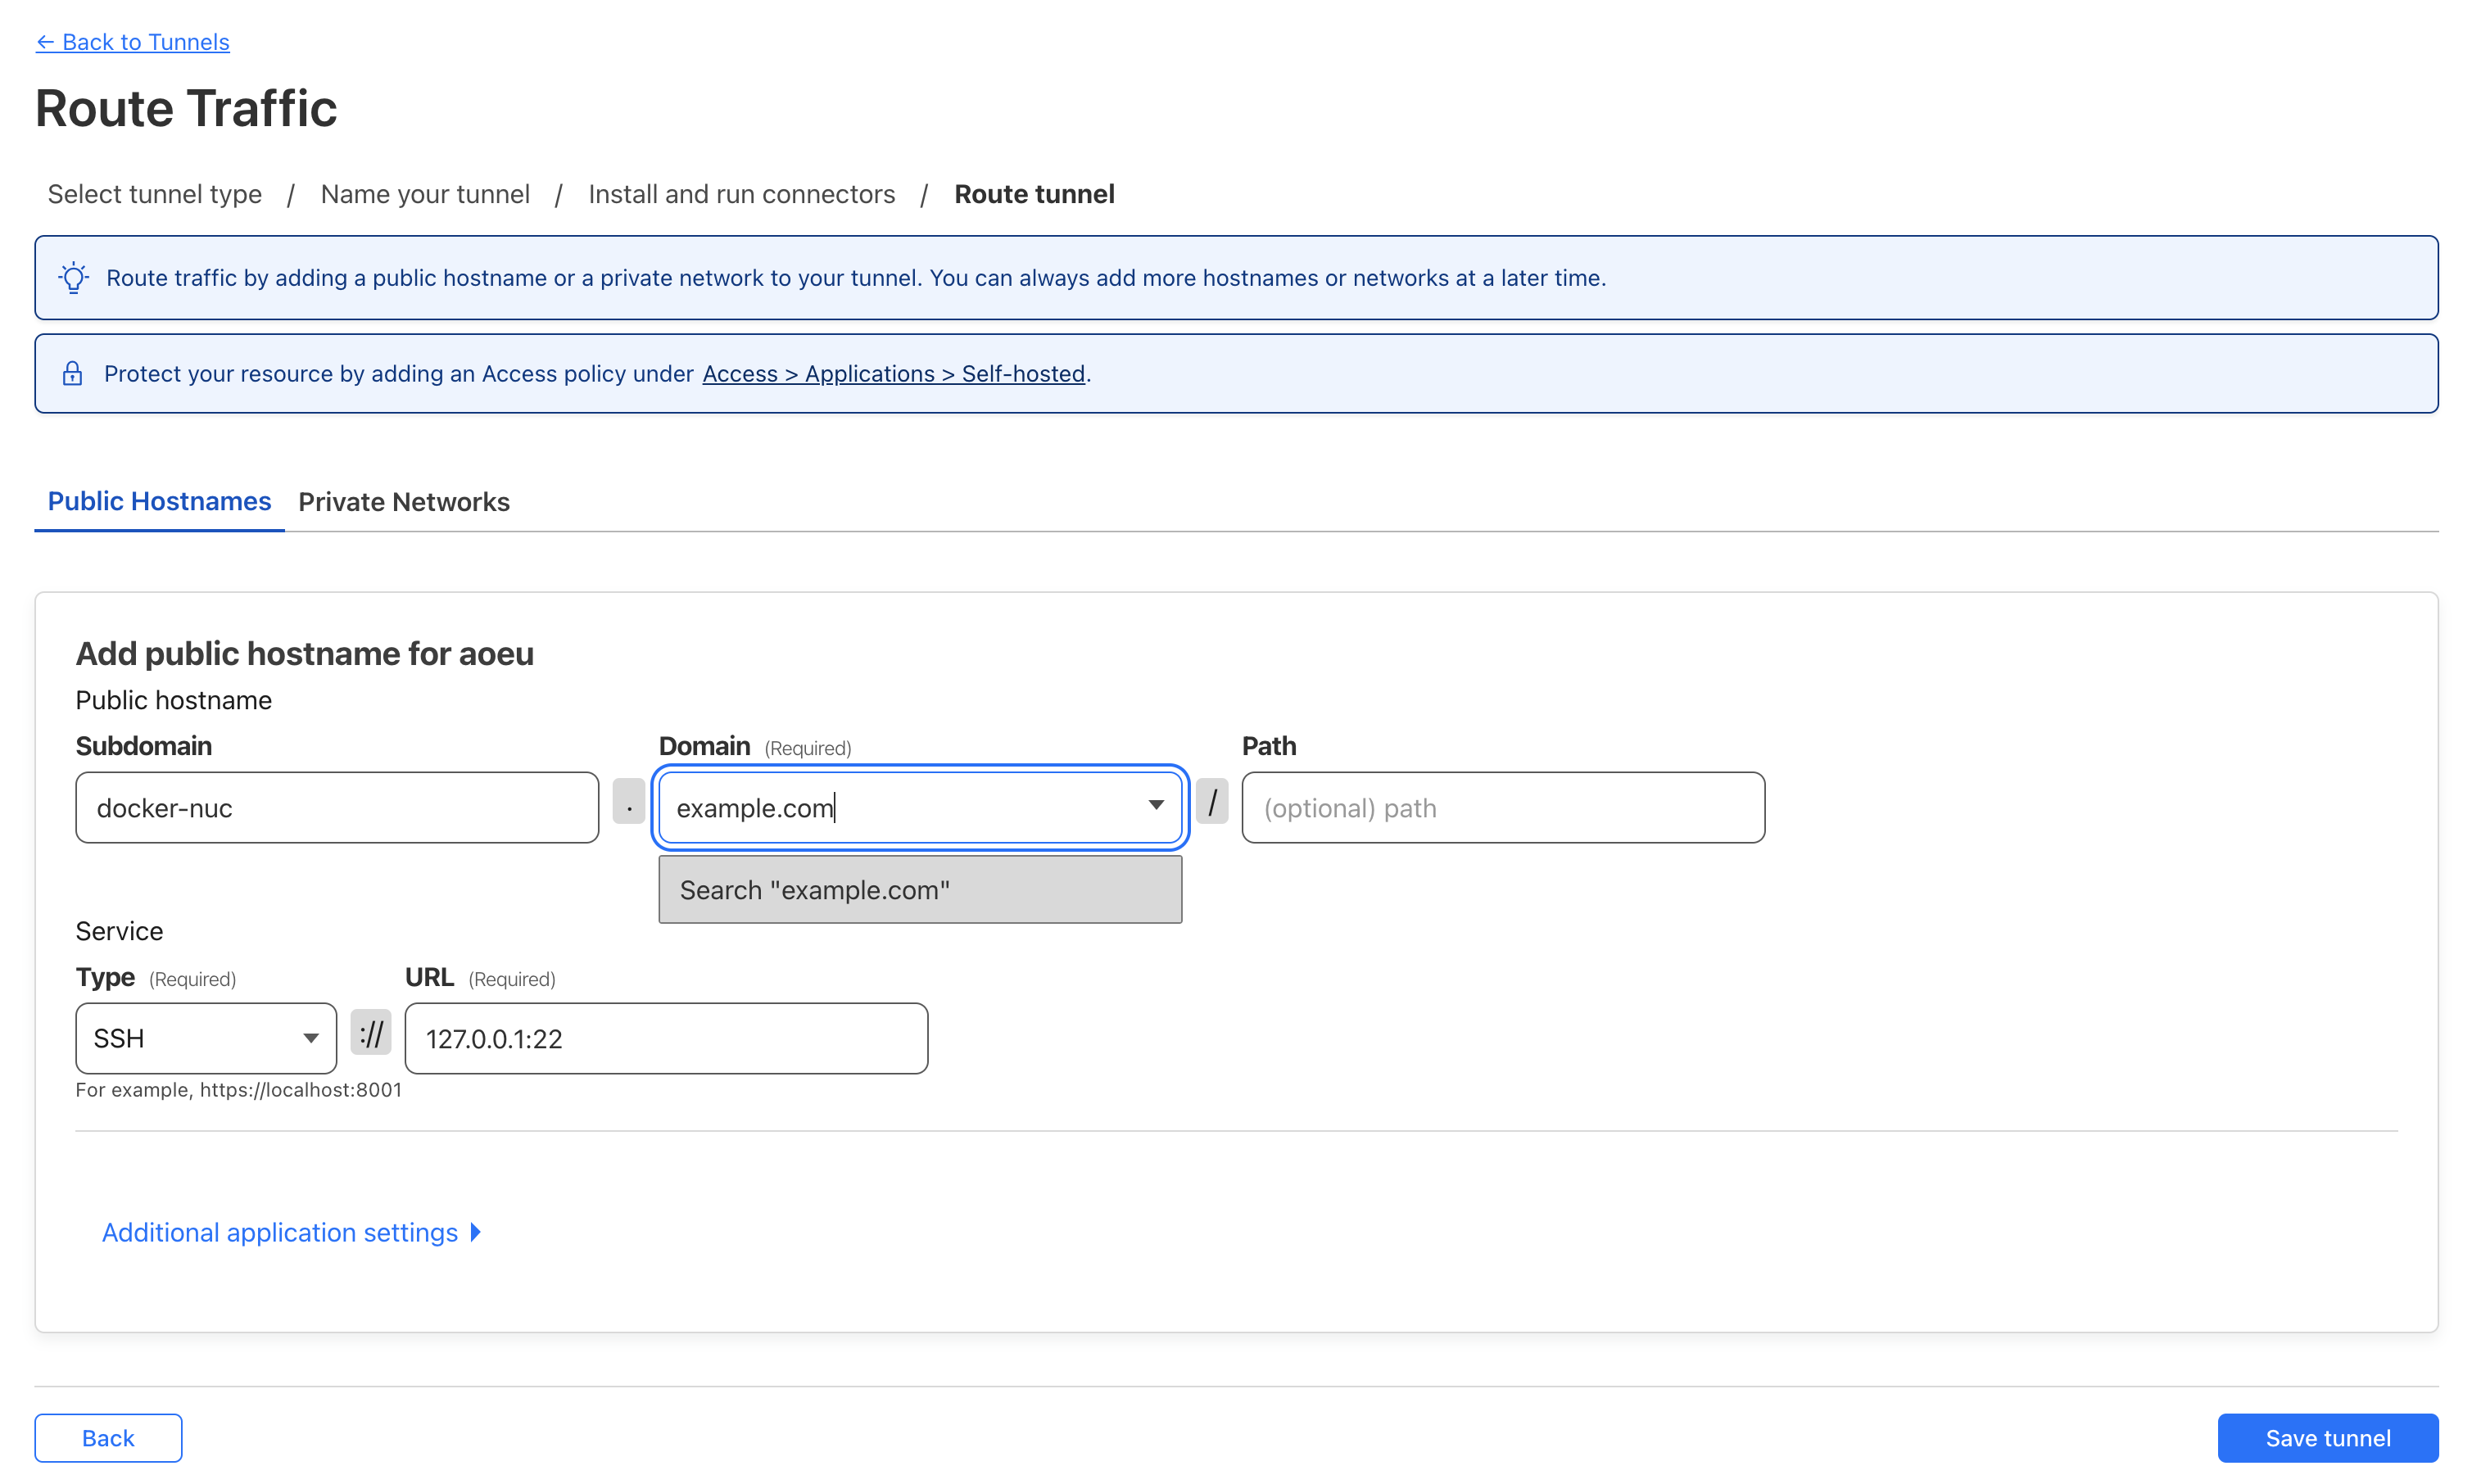 ← Back to Tunnels
Route Traffic
Select tunnel type / Name your tunnel / Install and run connectors / Route tunnel
Route traffic by adding a public hostname or a private network to your tunnel. You can always add more hostnames or networks at a later time.
Protect your resource by adding an Access policy under Access > Applications > Self-hosted.
Public Hostnames Private Networks
Add public hostname for aoeu
Public hostname
Subdomain Domain (Required) Path
docker-nuc . example.com / (optional) path
Search "example.com"
Service
Type (Required) URL (Required)
SSH :// 127.0.0.1:22
For example, https://localhost:8001
Additional application settings
Back Save tunnel